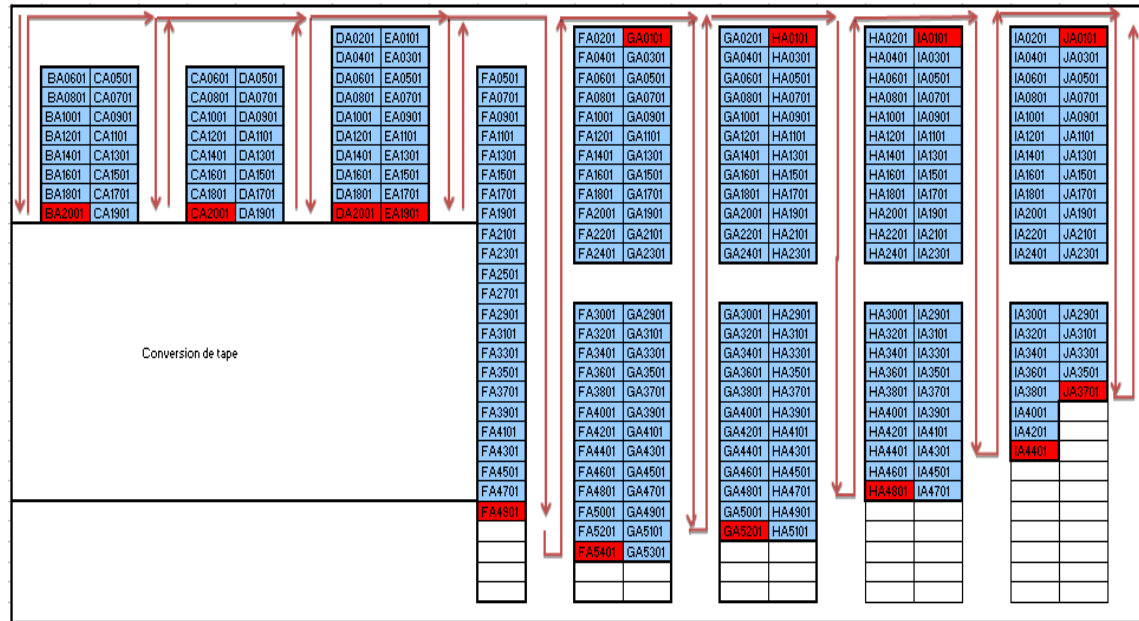 DA0201 EA0101 FA0201 GA0101 GA0201 HA0101 HA0201 IA0101 IA0201 JA0101
DA0401 EA0301 FA0401 GA0301 GA0401 HA0301 HA0401 IA0301 IA0401 JA0301
BA0601 CA0501 CA0601 DA0501 DA0601 EA0501 FA0501 FA0601 GA0501 GA0601 HA0501 HA0601 IA0501 IA0601 JA0501
BA0801 CA0701 CA0801 DA0701 DA0801 EA0701 FA0701 FA0801 GA0701 GA0801 HA0701 HA0801 IA0701 IA0801 JA0701
BA1001 CA0901 CA1001 DA0901 DA1001 EA0901 FA0901 FA1001 GA0901 GA1001 HA0901 HA1001 IA0901 IA1001 JA0901
BA1201 CA1101 CA1201 DA1101 DA1201 EA1101 FA1101 FA1201 GA1101 GA1201 HA1101 HA1201 IA1101 IA1201 JA1101
BA1401 CA1301 CA1401 DA1301 DA1401 EA1301 FA1301 FA1401 GA1301 GA1401 HA1301 HA1401 IA1301 IA1401 JA1301
BA1601 CA1501 CA1601 DA1501 DA1601 EA1501 FA1501 FA1601 GA1501 GA1601 HA1501 HA1601 IA1501 IA1601 JA1501
BA1801 CA1701 CA1801 DA1701 DA1801 EA1701 FA1701 FA1801 GA1701 GA1801 HA1701 HA1801 IA1701 IA1801 JA1701
BA2001 CA1901 CA2001 DA1901 DA2001 EA1901 FA1901 FA2001 GA1901 GA2001 HA1901 HA2001 IA1901 IA2001 JA1901
FA2101 FA2201 GA2101 GA2201 HA2101 HA2201 IA2101 IA2201 JA2101
FA2301 FA2401 GA2301 GA2401 HA2301 HA2401 IA2301 IA2401 JA2301
FA2501
FA2701
FA2901 FA3001 GA2901 GA3001 HA2901 HA3001 IA2901 IA3001 JA2901
FA3101 FA3201 GA3101 GA3201 HA3101 HA3201 IA3101 IA3201 JA3101
Conversion de tape FA3301 FA3401 GA3301 GA3401 HA3301 HA3401 IA3301 IA3401 JA3301
FA3501 FA3601 GA3501 GA3601 HA3501 HA3601 IA3501 IA3601 JA3501
FA3701 FA3801 GA3701 GA3801 HA3701 HA3801 IA3701 IA3801 JA3701
FA3901 FA4001 GA3901 GA4001 HA3901 HA4001 IA3901 IA4001
FA4101 FA4201 GA4101 GA4201 HA4101 HA4201 IA4101 IA4201
FA4301 FA4401 GA4301 GA4401 HA4301 HA4401 IA4301 IA4401
FA4501 FA4601 GA4501 GA4601 HA4501 HA4601 IA4501
FA4701 FA4801 GA4701 GA4801 HA4701 HA4801 IA4701
FA4901 FA5001 GA4901 GA5001 HA4901
FA5201 GA5101 GA5201 HA5101
FA5401 GA5301